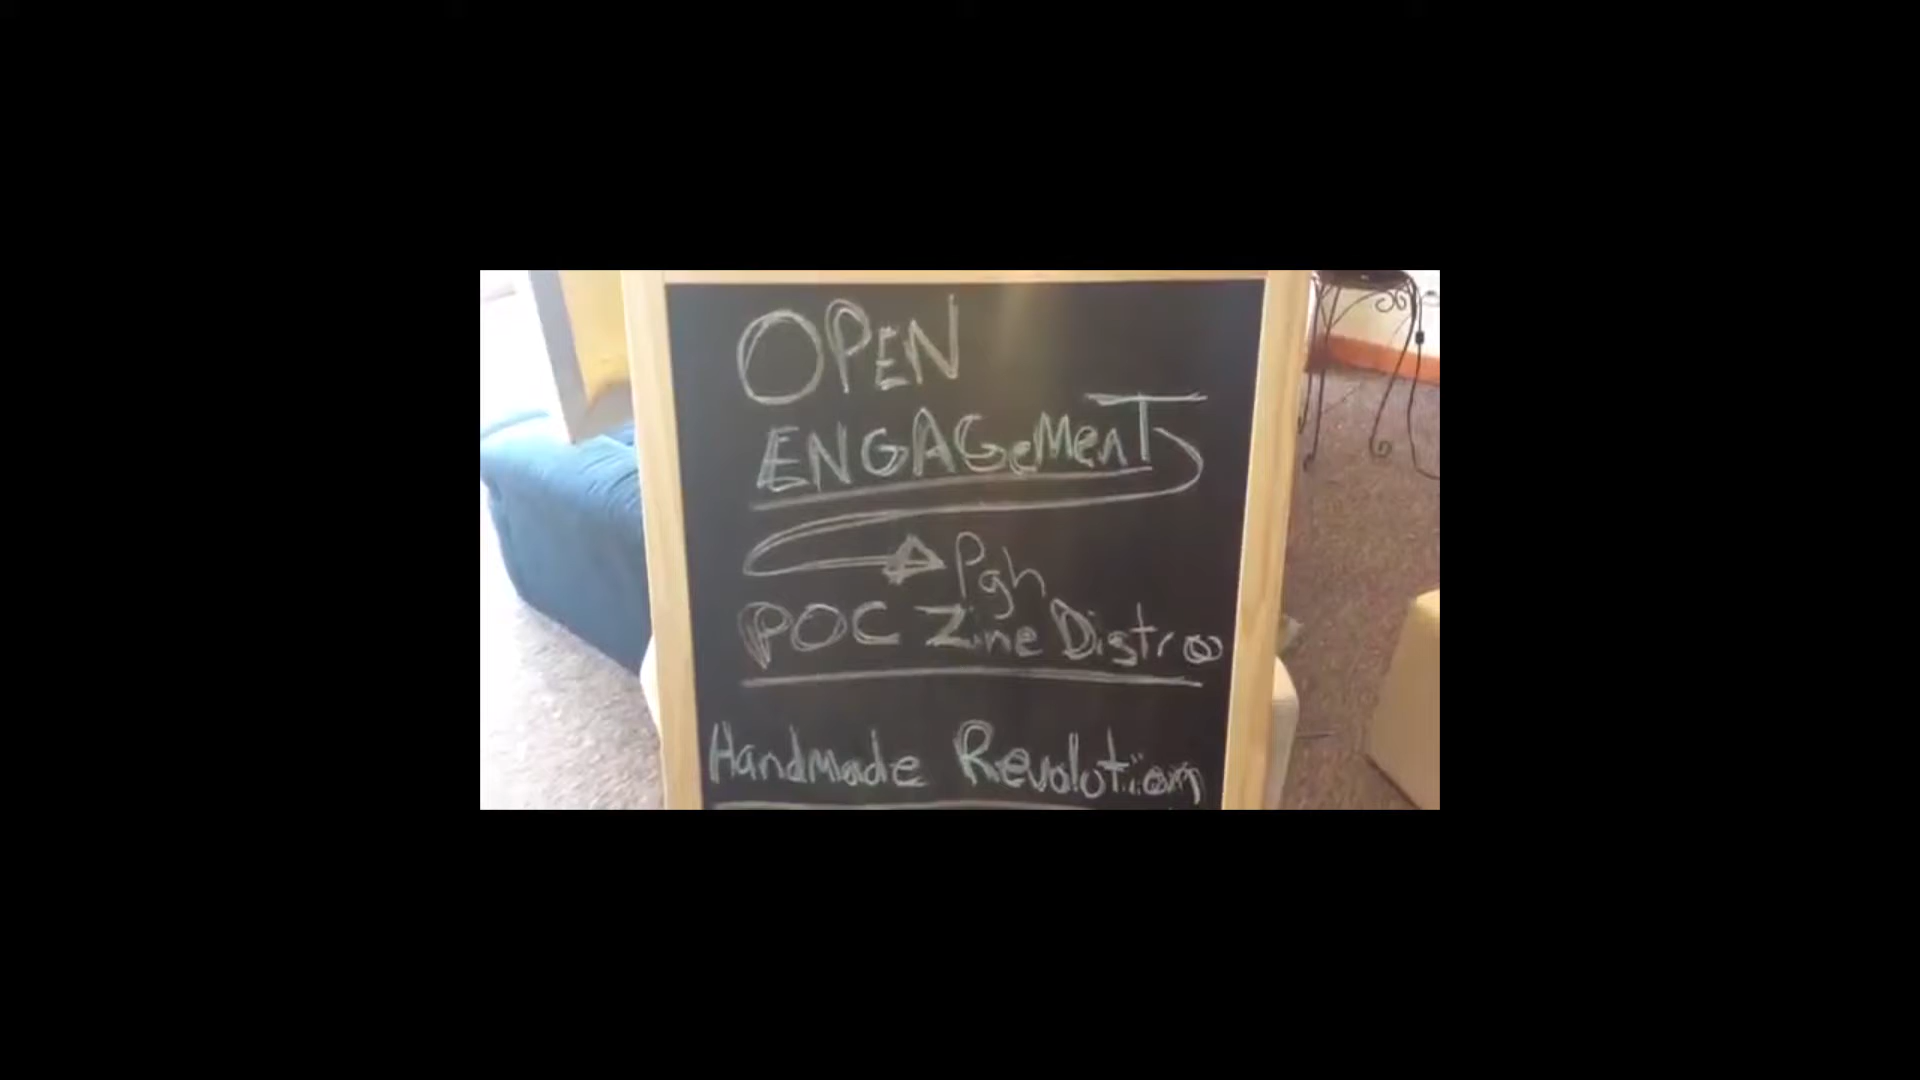 OPEN
ENGAGemenT
Pgh
POC Zine Distro
Handmade Revolution